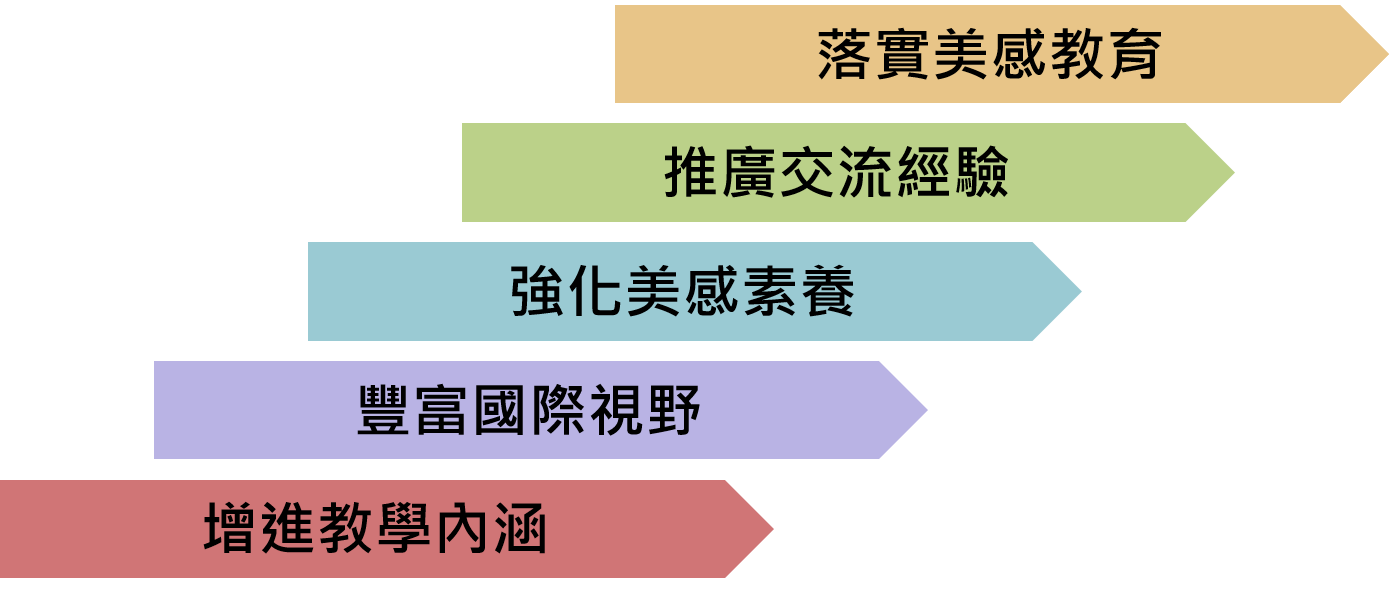 落實美感教育
推廣交流經驗
強化美感素養
豐富國際視野
增進教學內涵